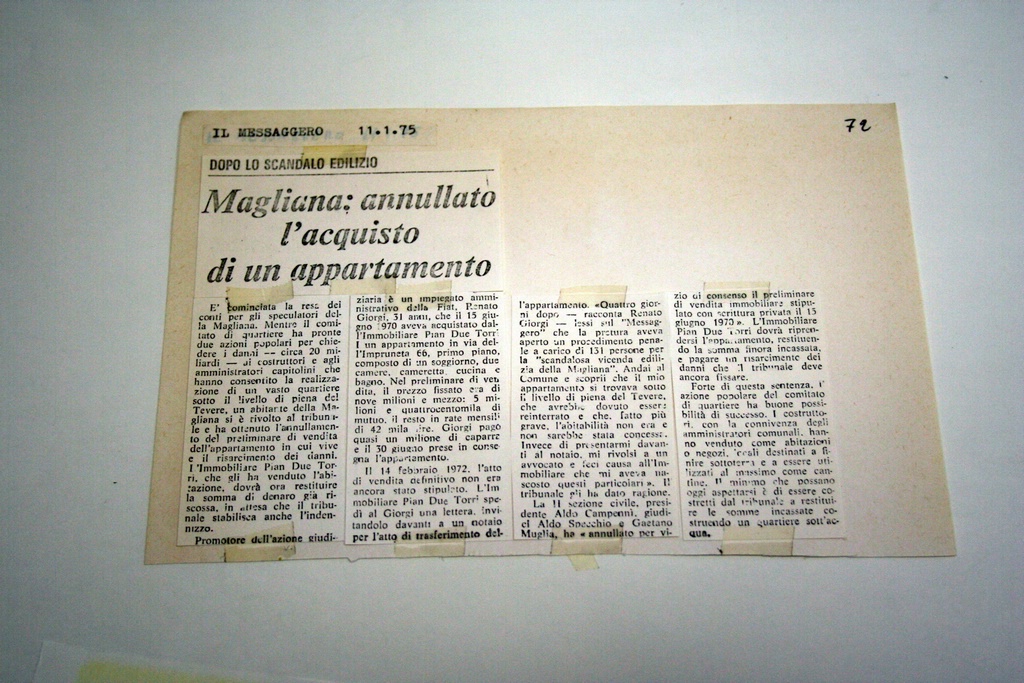 IL MESSAGGERO 11.1.75
72
DOPO LO SCANDALO EDILIZIO
Magliana: annullato
l'acquisto
di un appartamento
E' cominciata la resa dei
conti per gli speculatori del-
la Magliana. Mentre il comi-
tato di quartiere ha pronte
due azioni popolari per chie-
dere i danni — circa 20 mi-
liardi — ai costruttori e agli
amministratori capitolini che
hanno consentito la realizza-
zione di un vasto quartiere
sotto il livello di piena del
Tevere, un abitante della Ma-
gliana si è rivolto al tribuna-
le e ha ottenuto l'annullamen-
to del preliminare di vendita
dell'appartamento in cui vive
e il risarcimento dei danni.
L'Immobiliare Pian Due Tor-
ri, che gli ha venduto l'abi-
tazione, dovrà ora restituire
la somma di denaro già ri-
scossa, in attesa che il tribu-
nale stabilisca anche l'inden-
nizzo.
Promotore dell'azione giudi-
ziaria è un impiegato ammi-
nistrativo della Fiat, Renato
Giorgi, 31 anni, che il 15 giu-
gno 1970 aveva acquistato dal-
l'Immobiliare Pian Due Torri
un appartamento in via del-
l'Impruneta 66, primo piano,
composto di un soggiorno, due
camere, cameretta, cucina e
bagno. Nel preliminare di ven
dita, il prezzo fissato era di
nove milioni e mezzo: 5 mi-
lioni e quattrocentomila di
mutuo, il resto in rate mensili
di 42 mila lire. Giorgi pagò
quasi un milione di caparre
e il 30 giugno prese in conse-
gna l'appartamento.
Il 14 febbraio 1972, l'atto
di vendita definitivo non era
ancora stato stipulato. L'Im-
mobiliare Pian Due Torri spe-
dì al Giorgi una lettera, invi-
tandolo davanti a un notaio
per l'atto di trasferimento del-
l'appartamento. «Quattro gior-
ni dopo — racconta Renato
Giorgi — lessi sul "Messag-
gero" che la pretura aveva
aperto un procedimento pena-
le a carico di 131 persone per
la "scandalosa vicenda edili-
zia della Magliana". Andai al
Comune e scoprii che il mio
appartamento si trovava sotto
il livello di piena del Tevere,
che avrebbe dovuto essere
reinterrato e che, fatto più
grave, l'abitabilità non era e
non sarebbe stata concessa.
Invece di presentarmi davan-
ti al notaio, mi rivolsi a un
avvocato e feci causa all'Im-
mobiliare che mi aveva na-
scosto questi particolari». Il
tribunale gli ha dato ragione.
La II sezione civile, presi-
dente Aldo Campenni, giudi-
ci Aldo Specchio e Gaetano
Muglia, ha «annullato per vi-
zio di consenso il preliminare
di vendita immobiliare stipu-
lato con scrittura privata il 15
giugno 1970». L'Immobiliare
Pian Due Torri dovrà ripren-
dersi l'appartamento, restituen-
do la somma finora incassata,
e pagare un risarcimento dei
danni che il tribunale deve
ancora fissare.
Forte di questa sentenza, l'
azione popolare del comitato
di quartiere ha buone possi-
bilità di successo. I costrutto-
ri, con la connivenza degli
amministratori comunali, han-
no venduto come abitazioni
o negozi, locali destinati a fi-
nire sottoterra e a essere uti-
lizzati al massimo come can-
tine. Il minimo che possano
oggi aspettarsi è di essere co-
stretti dal tribunale a restitui-
re le somme incassate co-
struendo un quartiere sott'ac-
qua.